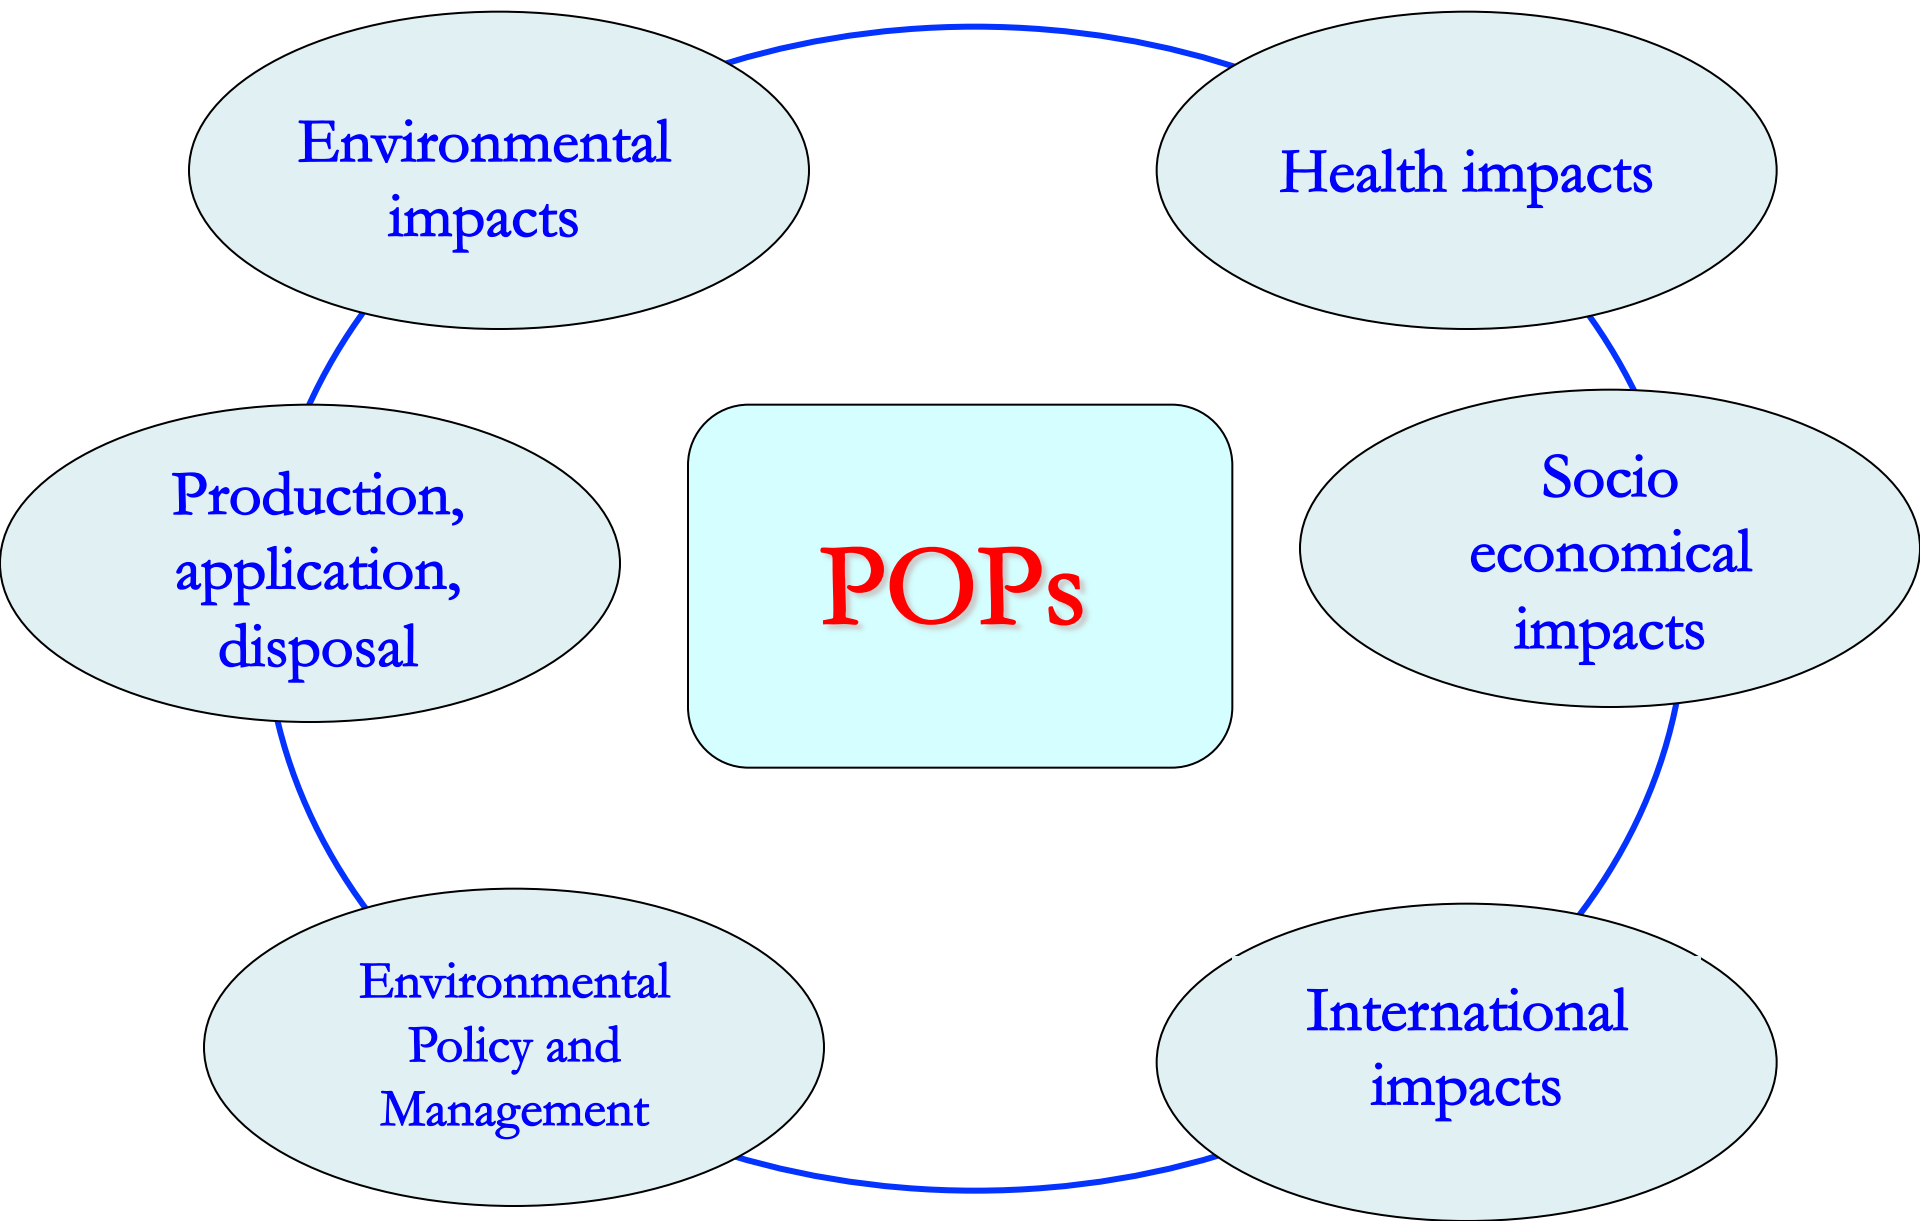 Environmental
impacts
Health impacts
Production,
application,
disposal
POPs
Socio
economical
impacts
Environmental
Policy and
Management
International
impacts